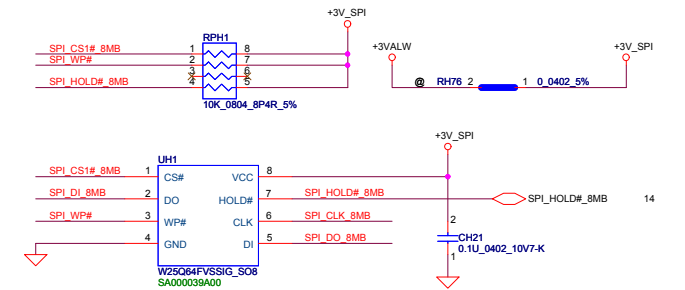 +3V_SPI
RPH1
SPI_CS1#_8MB 1 8
SPI_WP# 2 7
3 6
SPI_HOLD#_8MB 4 5
10K_0804_8P4R_5%
+3VALW +3V_SPI
@ RH76 2 1 0_0402_5%
+3V_SPI
UH1
SPI_CS1#_8MB 1 CS# VCC 8
SPI_DI_8MB 2 DO HOLD# 7 SPI_HOLD#_8MB SPI_HOLD#_8MB 14
SPI_WP# 3 WP# CLK 6 SPI_CLK_8MB
4 GND DI 5 SPI_DO_8MB
2
CH21
0.1U_0402_10V7-K
1
W25Q64FVSSIG_SO8
SA000039A00